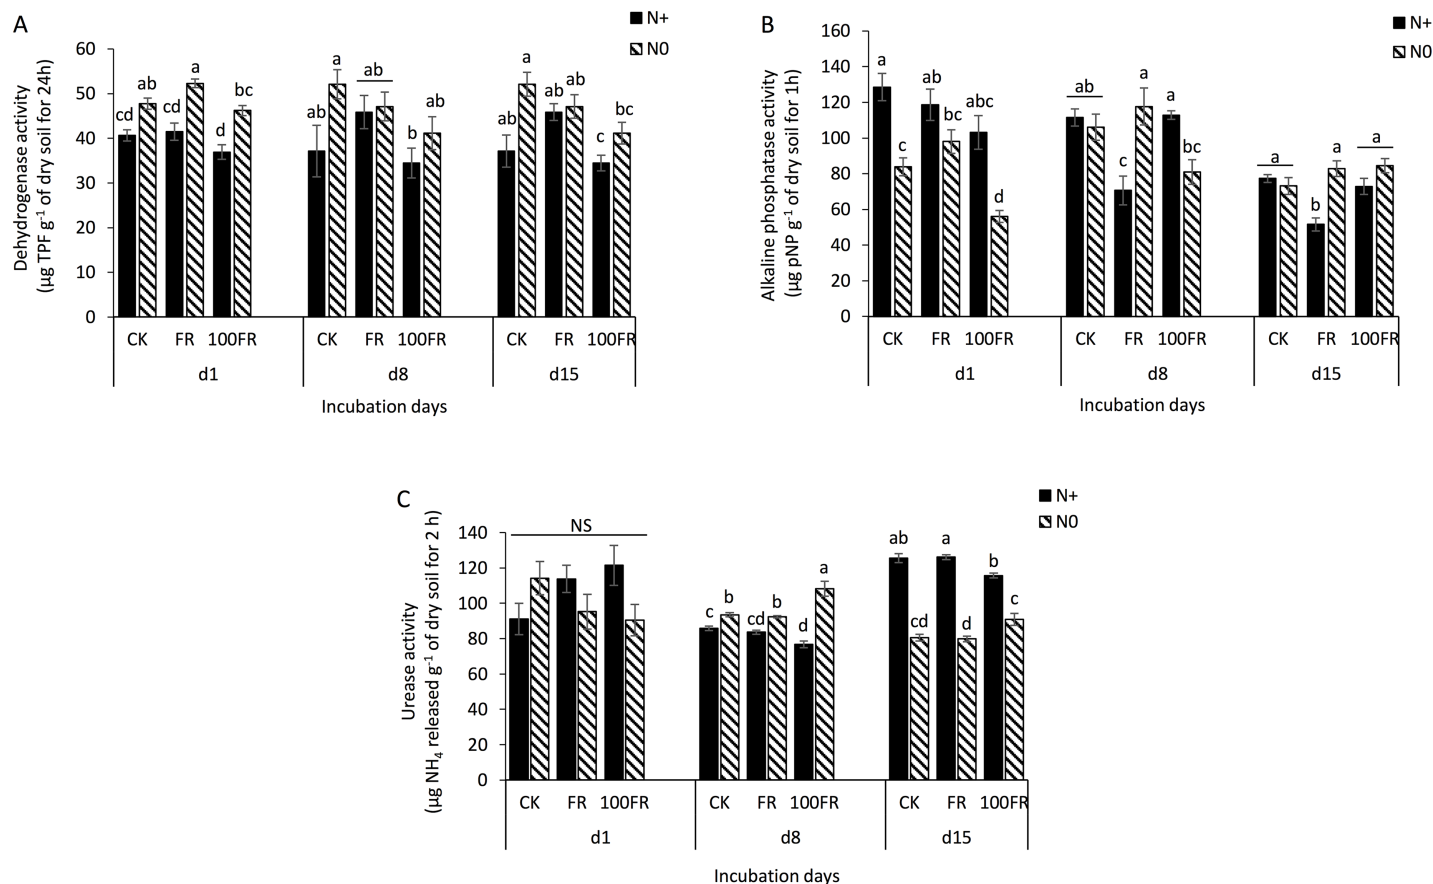 A
N+
N0
Dehydrogenase activity
(µg TPF g-1 of dry soil for 24h)
60
50
40
30
20
10
0
cd ab cd a d bc
ab a ab b ab
ab a ab ab c bc
CK FR 100FR CK FR 100FR CK FR 100FR
d1 d8 d15
Incubation days
B
N+
N0
Alkaline phosphatase activity
(µg pNP g-1 of dry soil for 1h)
160
140
120
100
80
60
40
20
0
a c ab bc abc d
ab c a a bc
a b a a
CK FR 100FR CK FR 100FR CK FR 100FR
d1 d8 d15
Incubation days
C
N+
N0
Urease activity
(µg NH4 released g-1 of dry soil for 2 h)
140
120
100
80
60
40
20
0
NS
c b cd b d a
ab cd a d b c
CK FR 100FR CK FR 100FR CK FR 100FR
d1 d8 d15
Incubation days